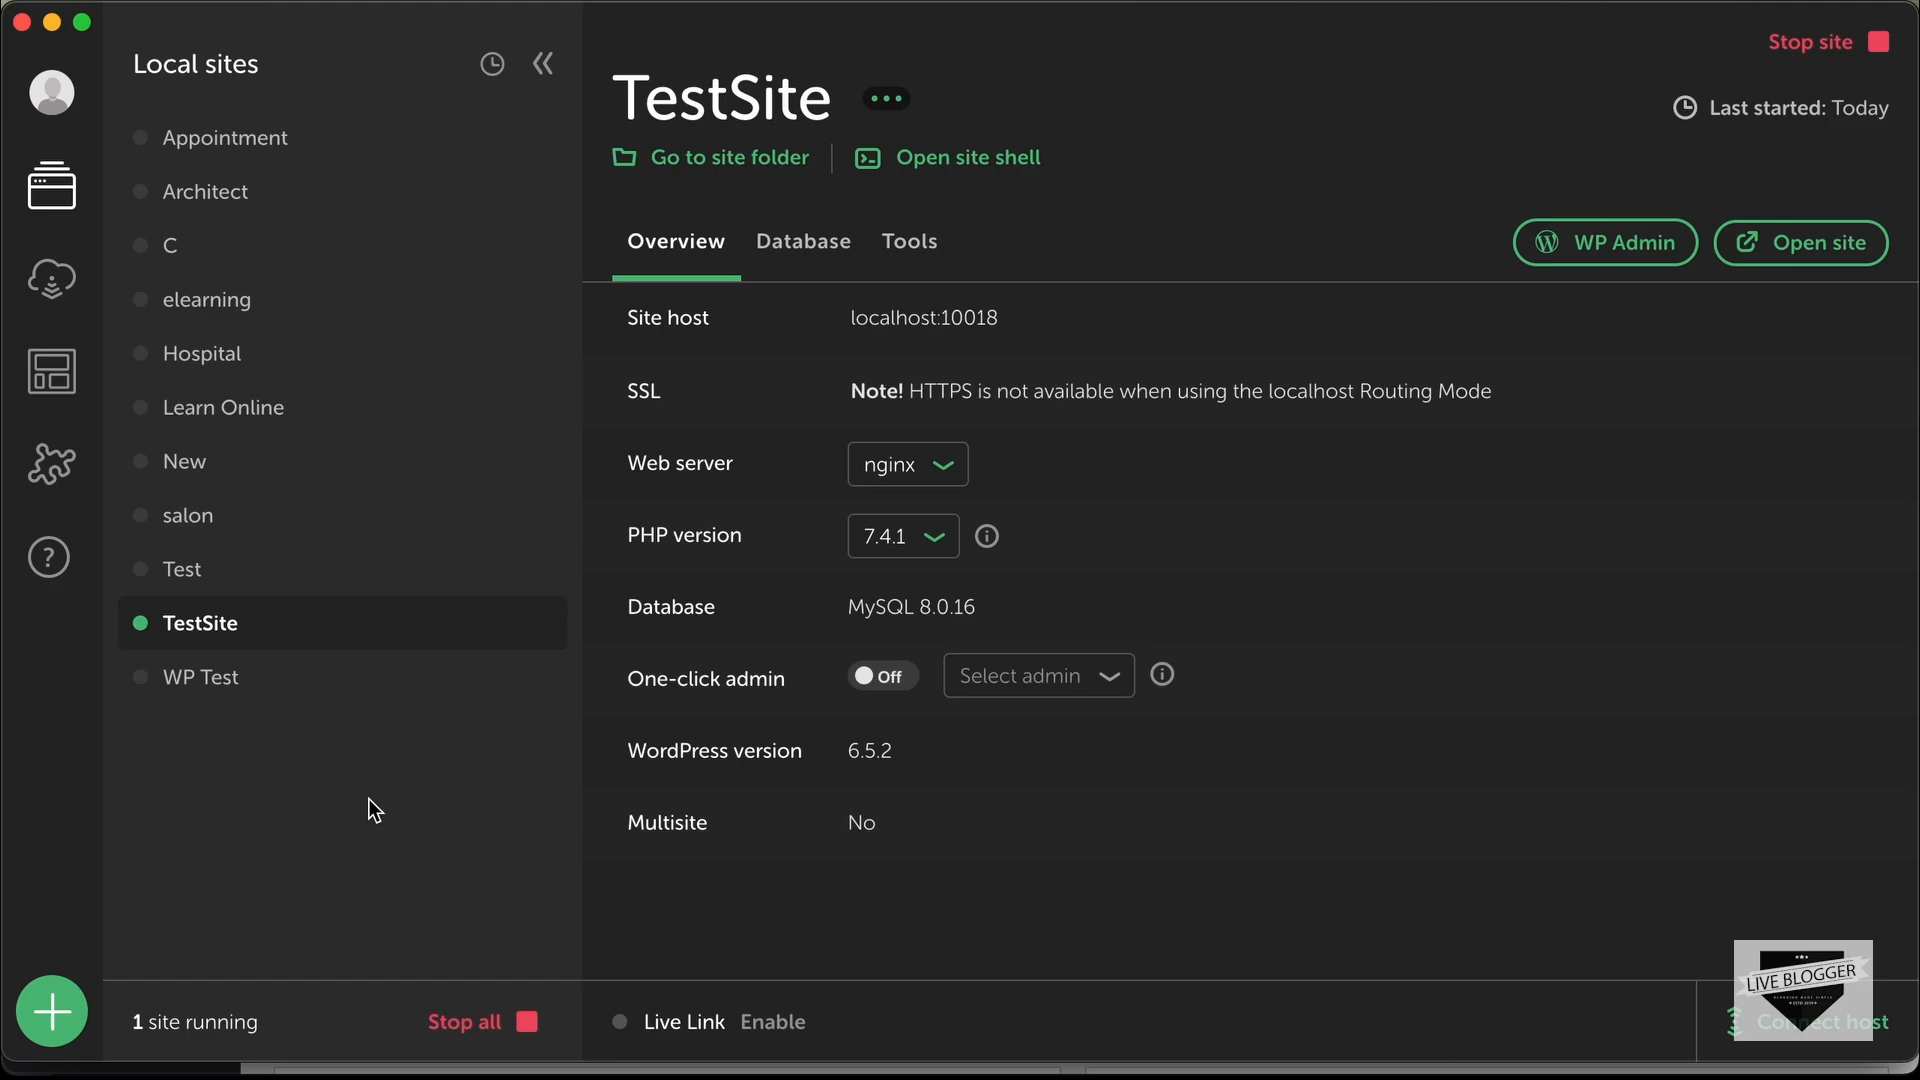 Local sites
Appointment
Architect
C
elearning
Hospital
Learn Online
New
salon
Test
TestSite
WP Test
1 site running
Stop all
Stop site
TestSite
Last started: Today
Go to site folder
Open site shell
Overview
Database
Tools
WP Admin
Open site
Site host
localhost:10018
SSL
Note! HTTPS is not available when using the localhost Routing Mode
Web server
nginx
PHP version
7.4.1
Database
MySQL 8.0.16
One-click admin
Off
Select admin
WordPress version
6.5.2
Multisite
No
Live Link
Enable
LIVE BLOGGER
Connect host